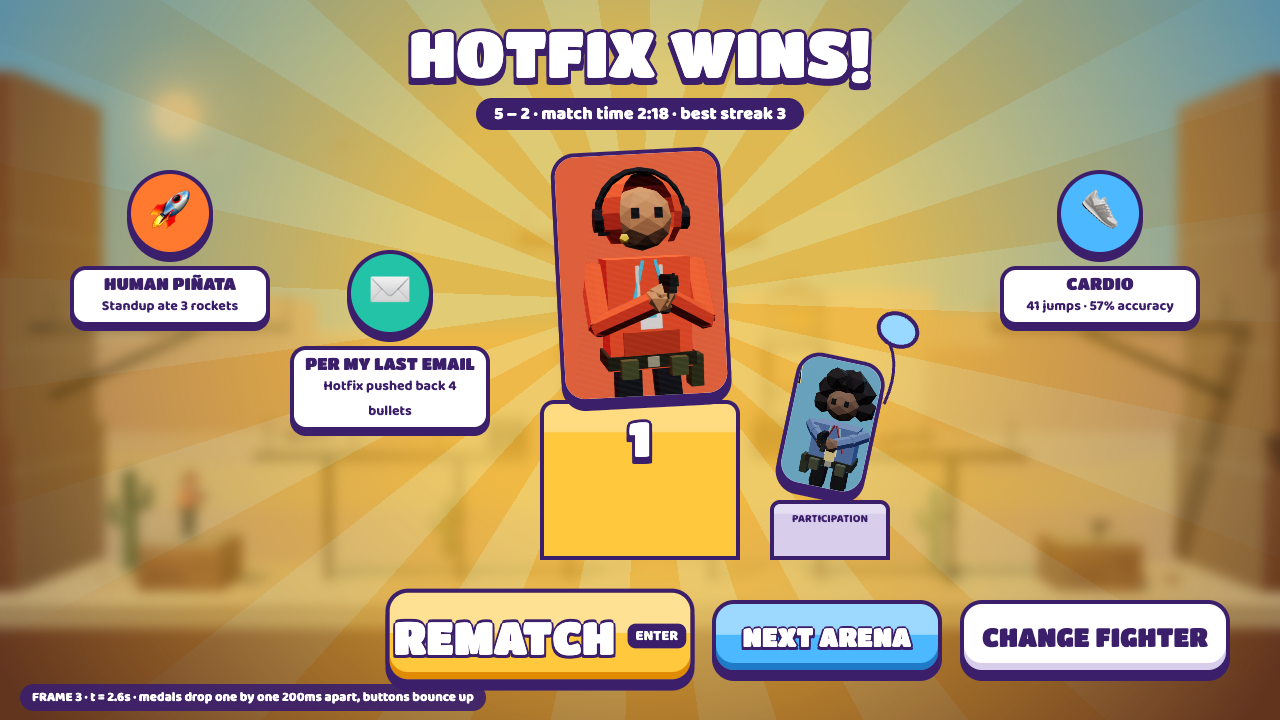 HOTFIX WINS!
5 – 2 · match time 2:18 · best streak 3
HUMAN PIÑATA
Standup ate 3 rockets
PER MY LAST EMAIL
Hotfix pushed back 4
bullets
CARDIO
41 jumps · 57% accuracy
1
PARTICIPATION
REMATCH ENTER
NEXT ARENA
CHANGE FIGHTER
FRAME 3 · t = 2.6s · medals drop one by one 200ms apart, buttons bounce up